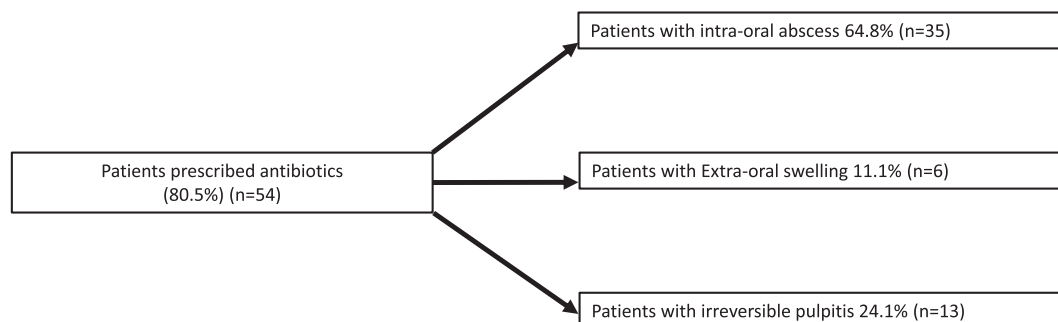 Patients with intra-oral abscess 64.8% (n=35)
Patients prescribed antibiotics
(80.5%) (n=54)
Patients with Extra-oral swelling 11.1% (n=6)
Patients with irreversible pulpitis 24.1% (n=13)